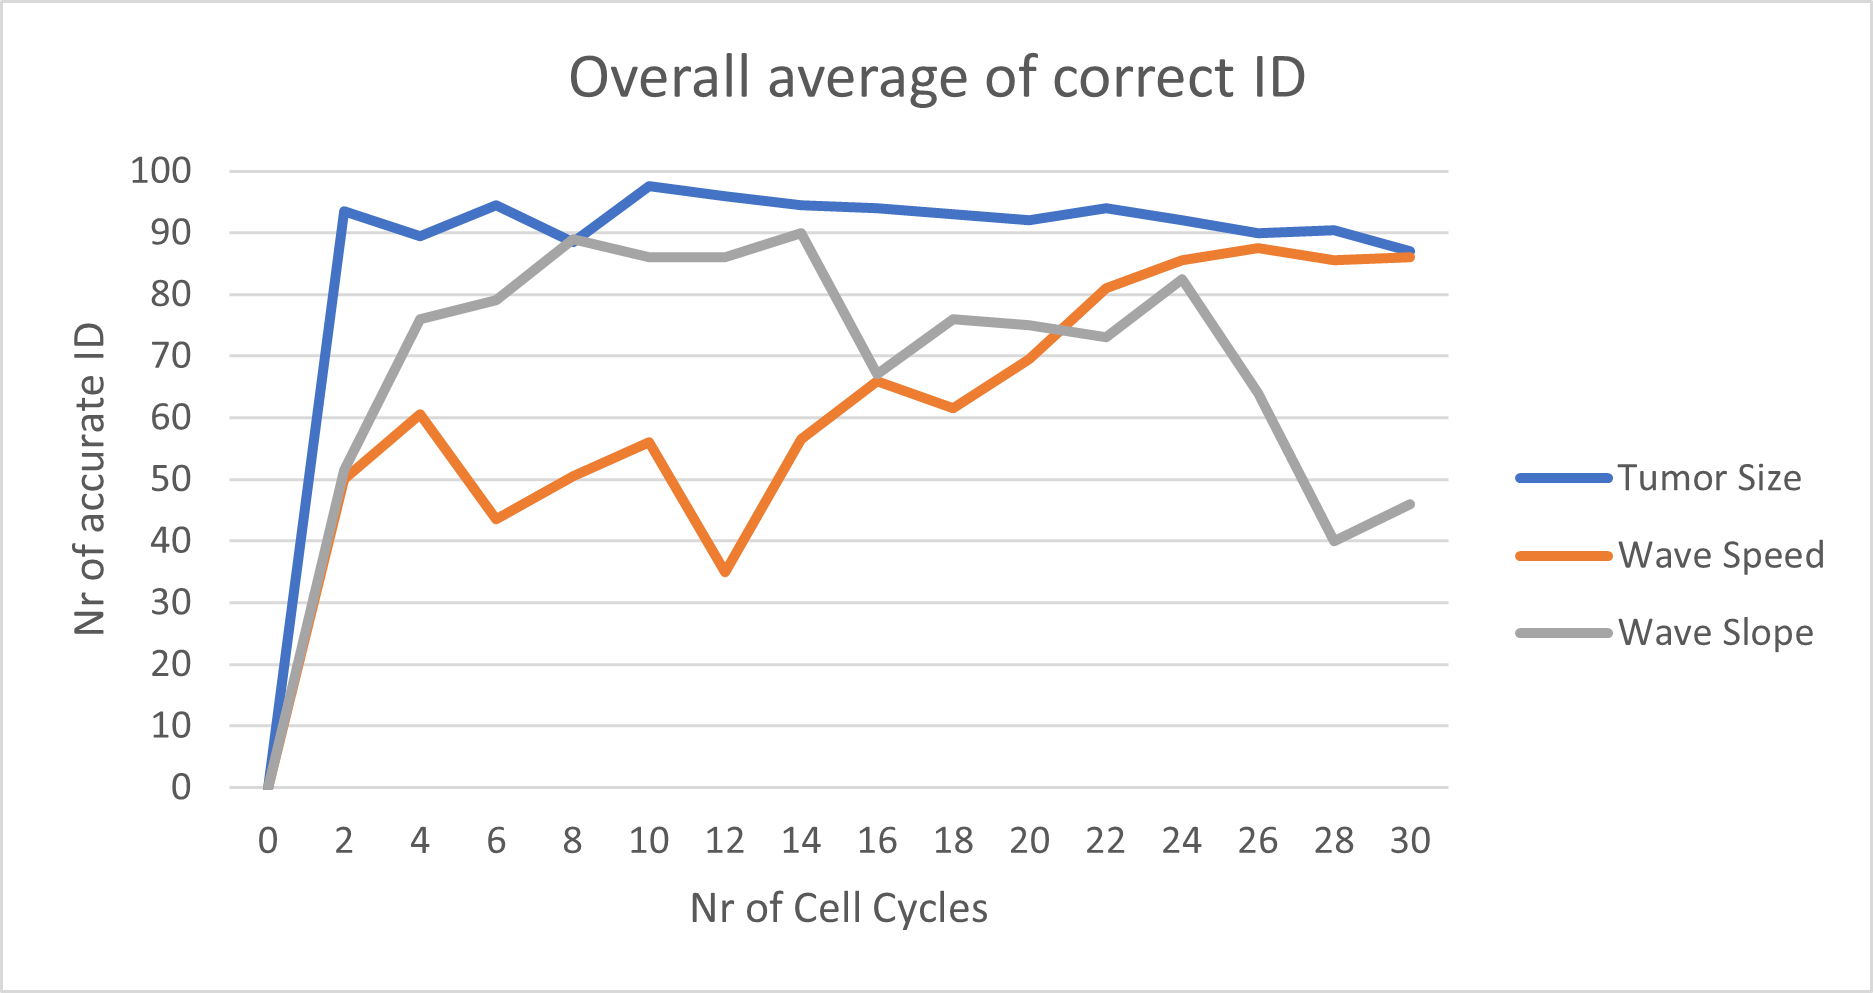 Overall average of correct ID
100
90
80
70
60
50
40
30
20
10
0
Nr of accurate ID
0 2 4 6 8 10 12 14 16 18 20 22 24 26 28 30
Nr of Cell Cycles
Tumor Size
Wave Speed
Wave Slope